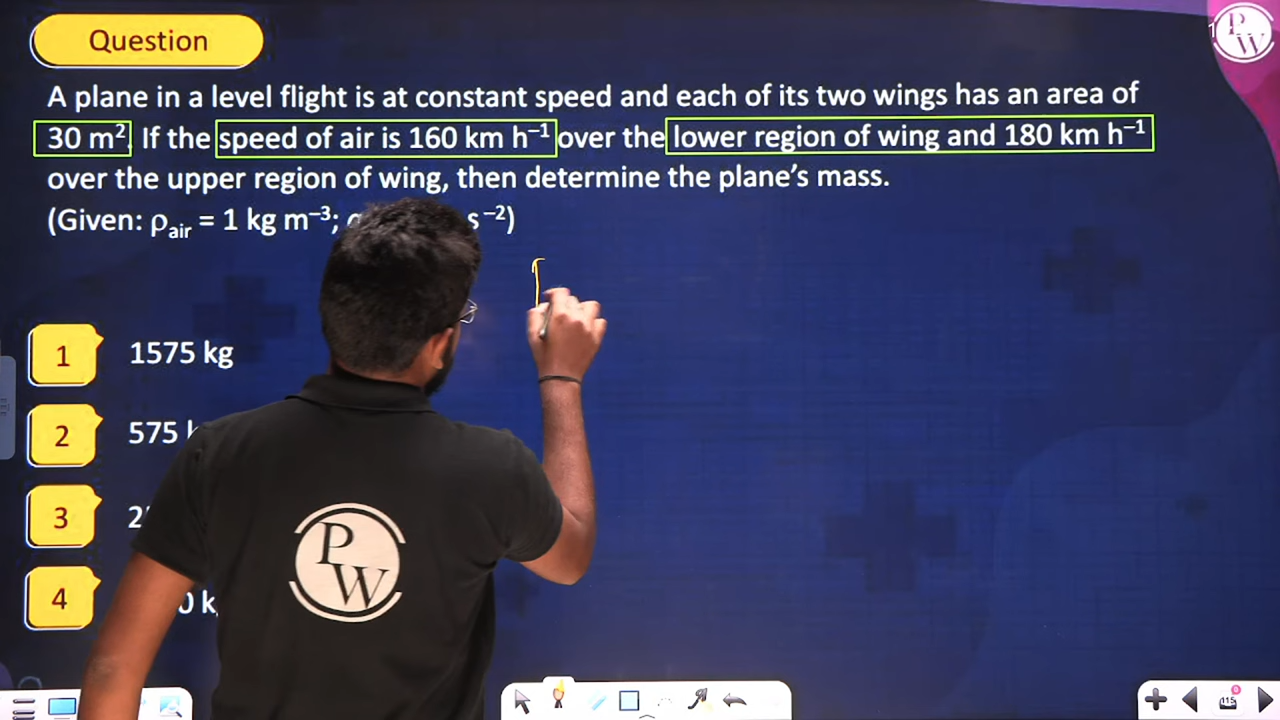 Question
A plane in a level flight is at constant speed and each of its two wings has an area of
30 m². If the speed of air is 160 km h⁻¹ over the lower region of wing and 180 km h⁻¹
over the upper region of wing, then determine the plane's mass.
(Given: ρair = 1 kg m⁻³; s⁻²)
1 1575 kg
2 575
3
4
PW
PW
115